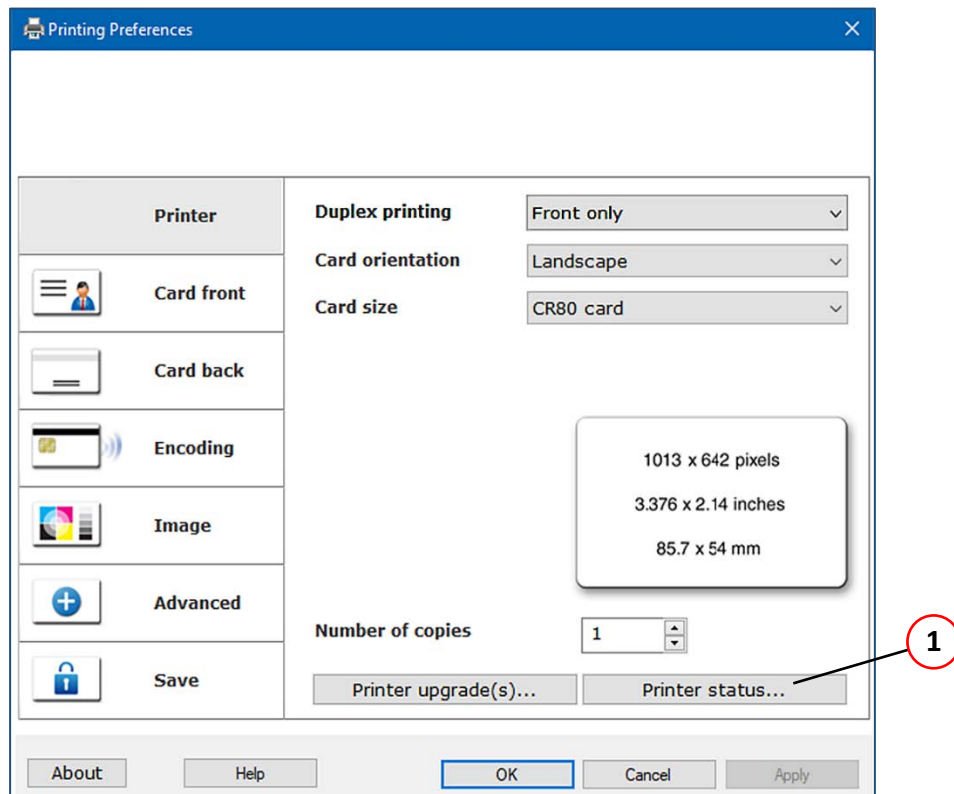 Printing Preferences
Printer
Duplex printing Front only
Card orientation Landscape
Card front
Card size CR80 card
Card back
Encoding
1013 x 642 pixels
3.376 x 2.14 inches
Image
85.7 x 54 mm
Advanced
Number of copies 1
1
Save
Printer upgrade(s)... Printer status...
About Help OK Cancel Apply